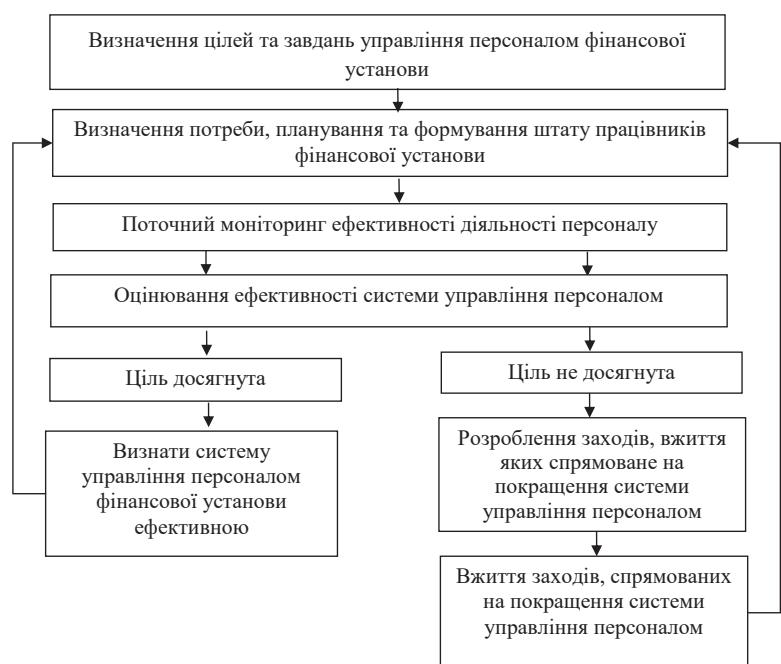 Визначення цілей та завдань управління персоналом фінансової
установи
Визначення потреби, планування та формування штату працівників
фінансової установи
Поточний моніторинг ефективності діяльності персоналу
Оцінювання ефективності системи управління персоналом
Ціль досягнута
Ціль не досягнута
Визнати систему
управління персоналом
фінансової установи
ефективною
Розроблення заходів, вжиття
яких спрямоване на
покращення системи
управління персоналом
Вжиття заходів, спрямованих
на покращення системи
управління персоналом